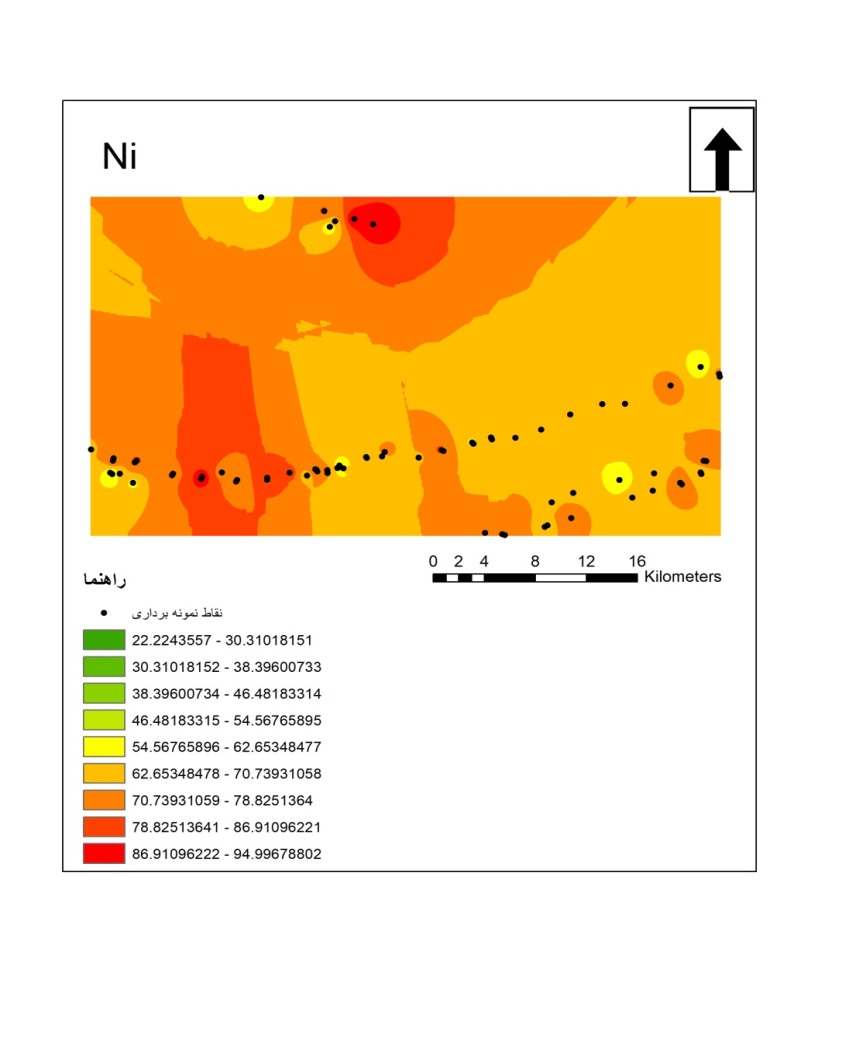 Ni
0 2 4 8 12 16
Kilometers
راهنما
نقاط نمونه برداری
22.2243557 - 30.31018151
30.31018152 - 38.39600733
38.39600734 - 46.48183314
46.48183315 - 54.56765895
54.56765896 - 62.65348477
62.65348478 - 70.73931058
70.73931059 - 78.8251364
78.82513641 - 86.91096221
86.91096222 - 94.99678802